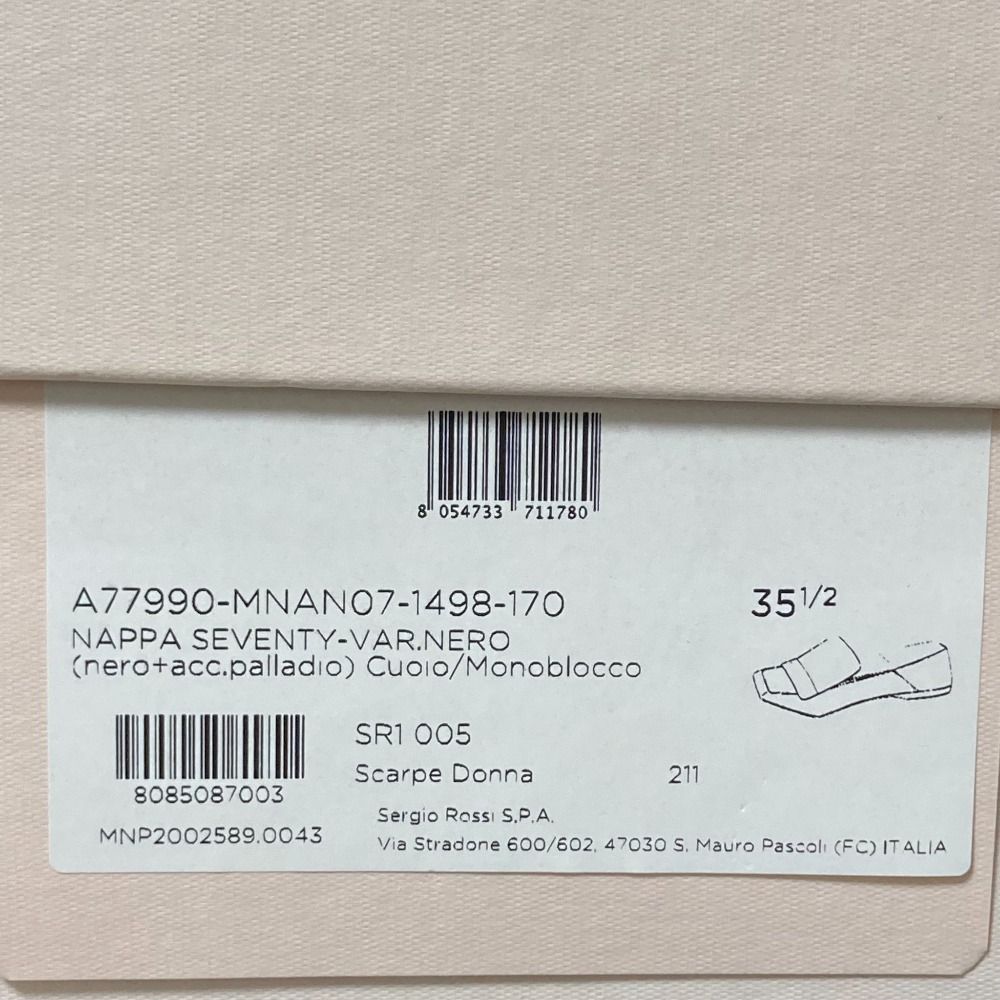 8 054733 711780
A77990-MNAN07-1498-170
35 1/2
NAPPA SEVENTY-VAR.NERO
(nero+acc.palladio) Cuoio/Monoblocco
SR1 005
Scarpe Donna 211
8085087003
MNP2002589.0043
Sergio Rossi S.P.A.
Via Stradone 600/602, 47030 S. Mauro Pascoli (FC) ITALIA